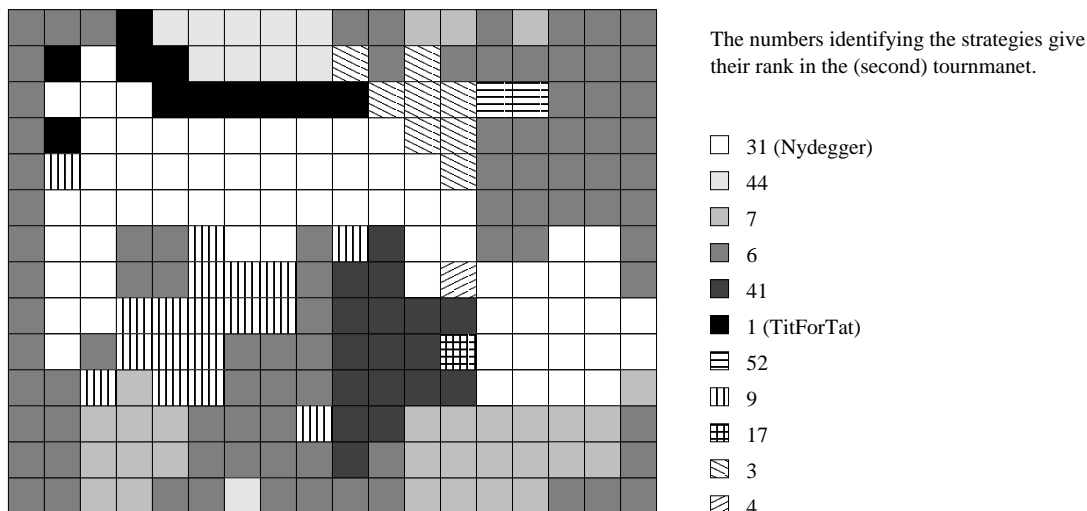 The numbers identifying the strategies give
their rank in the (second) tournmanet.
31 (Nydegger)
44
7
6
41
1 (TitForTat)
52
9
17
3
4